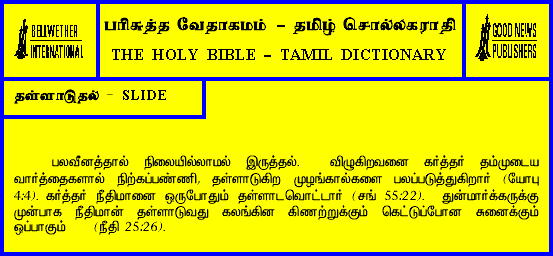 BELLWETHER
INTERNATIONAL
பரிசுத்த வேதாகமம் - தமிழ் சொல்லகராதி
THE HOLY BIBLE - TAMIL DICTIONARY
GOOD NEWS
PUBLISHERS
தள்ளாடுதல் - SLIDE
பலவீனத்தால் நிலையில்லாமல் இருத்தல். விழுகிறவனை கர்த்தர் தம்முடைய
வார்த்தைகளால் நிற்கப்பண்ணி, தள்ளாடுகிற முழங்கால்களை பலப்படுத்துகிறார் (யோபு
4:4). கர்த்தர் நீதிமானை ஒருபோதும் தள்ளாடவொட்டார் (சங் 55:22). துன்மார்க்கருக்கு
முன்பாக நீதிமான் தள்ளாடுவது கலங்கின கிணற்றுக்கும் கெட்டுப்போன சுனைக்கும்
ஒப்பாகும் (நீதி 25:26).